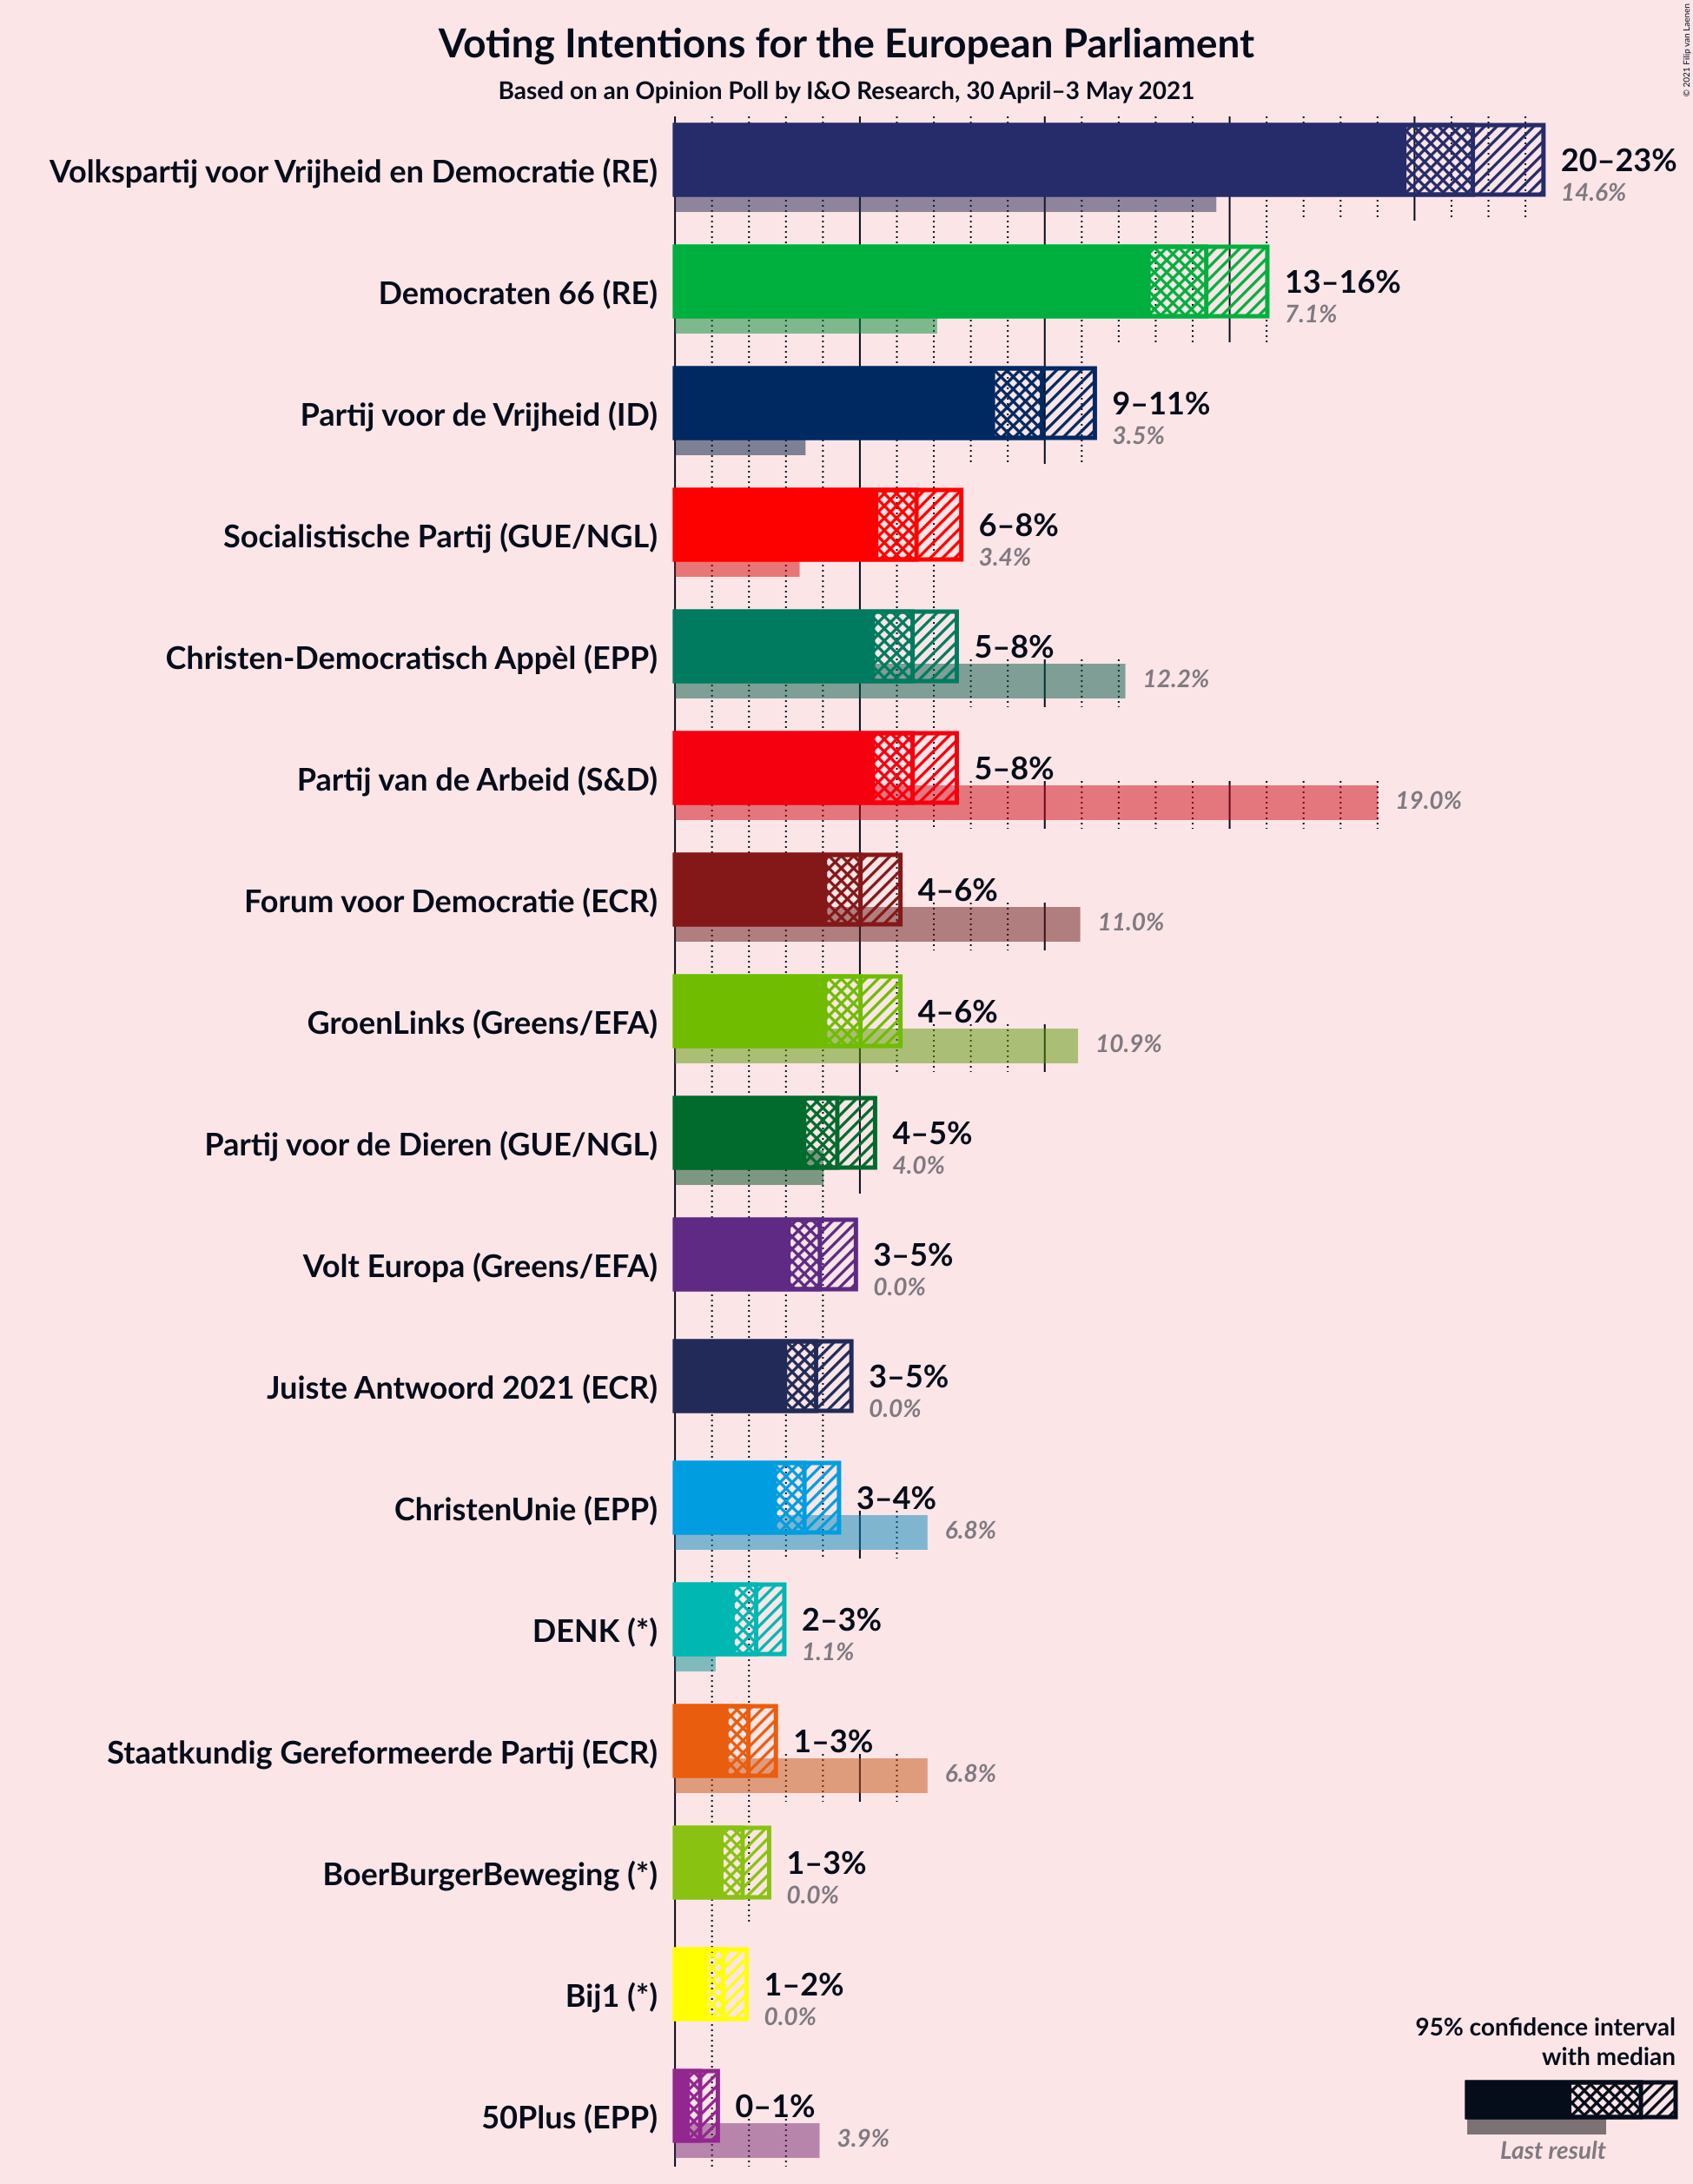 Voting Intentions for the European Parliament
Based on an Opinion Poll by I&O Research, 30 April–3 May 2021
© 2021 Filip van Laenen
Volkspartij voor Vrijheid en Democratie (RE)
20–23%
14.6%
Democraten 66 (RE)
13–16%
7.1%
Partij voor de Vrijheid (ID)
9–11%
3.5%
Socialistische Partij (GUE/NGL)
6–8%
3.4%
Christen-Democratisch Appèl (EPP)
5–8%
12.2%
Partij van de Arbeid (S&D)
5–8%
19.0%
Forum voor Democratie (ECR)
4–6%
11.0%
GroenLinks (Greens/EFA)
4–6%
10.9%
Partij voor de Dieren (GUE/NGL)
4–5%
4.0%
Volt Europa (Greens/EFA)
3–5%
0.0%
Juiste Antwoord 2021 (ECR)
3–5%
0.0%
ChristenUnie (EPP)
3–4%
6.8%
DENK (*)
2–3%
1.1%
Staatkundig Gereformeerde Partij (ECR)
1–3%
6.8%
BoerBurgerBeweging (*)
1–3%
0.0%
Bij1 (*)
1–2%
0.0%
50Plus (EPP)
0–1%
3.9%
95% confidence interval
with median
Last result